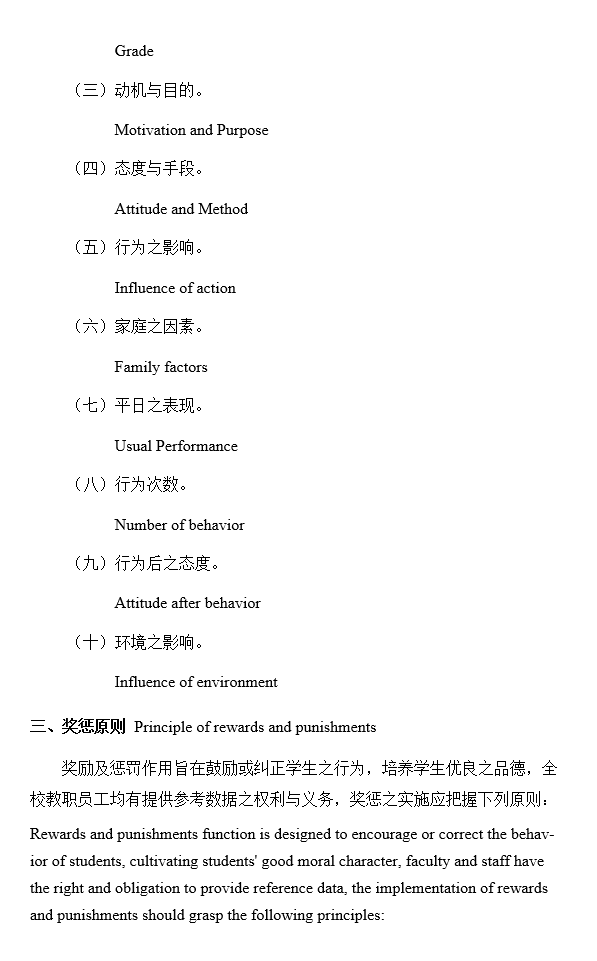 Grade
（三）动机与目的。
Motivation and Purpose
（四）态度与手段。
Attitude and Method
（五）行为之影响。
Influence of action
（六）家庭之因素。
Family factors
（七）平日之表现。
Usual Performance
（八）行为次数。
Number of behavior
（九）行为后之态度。
Attitude after behavior
（十）环境之影响。
Influence of environment
三、奖惩原则 Principle of rewards and punishments
奖励及惩罚作用旨在鼓励或纠正学生之行为，培养学生优良之品德，全
校教职员工均有提供参考数据之权利与义务，奖惩之实施应把握下列原则：
Rewards and punishments function is designed to encourage or correct the behav-
ior of students, cultivating students' good moral character, faculty and staff have
the right and obligation to provide reference data, the implementation of rewards
and punishments should grasp the following principles: